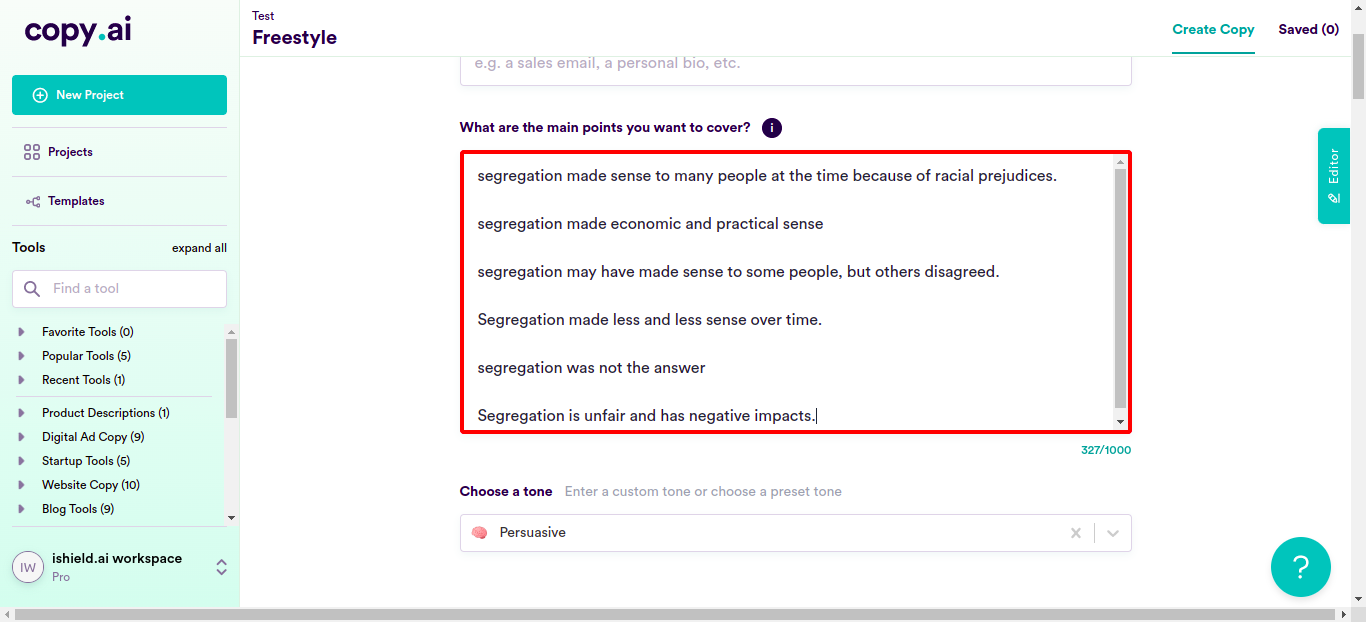 copy.ai
New Project
Projects
Templates
Tools
expand all
Find a tool
Favorite Tools (0)
Popular Tools (5)
Recent Tools (1)
Product Descriptions (1)
Digital Ad Copy (9)
Startup Tools (5)
Website Copy (10)
Blog Tools (9)
IW
ishield.ai workspace
Pro
Test
Freestyle
Create Copy
Saved (0)
e.g. a sales email, a personal bio, etc.
What are the main points you want to cover?
i
segregation made sense to many people at the time because of racial prejudices.
segregation made economic and practical sense
segregation may have made sense to some people, but others disagreed.
Segregation made less and less sense over time.
segregation was not the answer
Segregation is unfair and has negative impacts.
327/1000
Choose a tone
Enter a custom tone or choose a preset tone
Persuasive
Editor
?